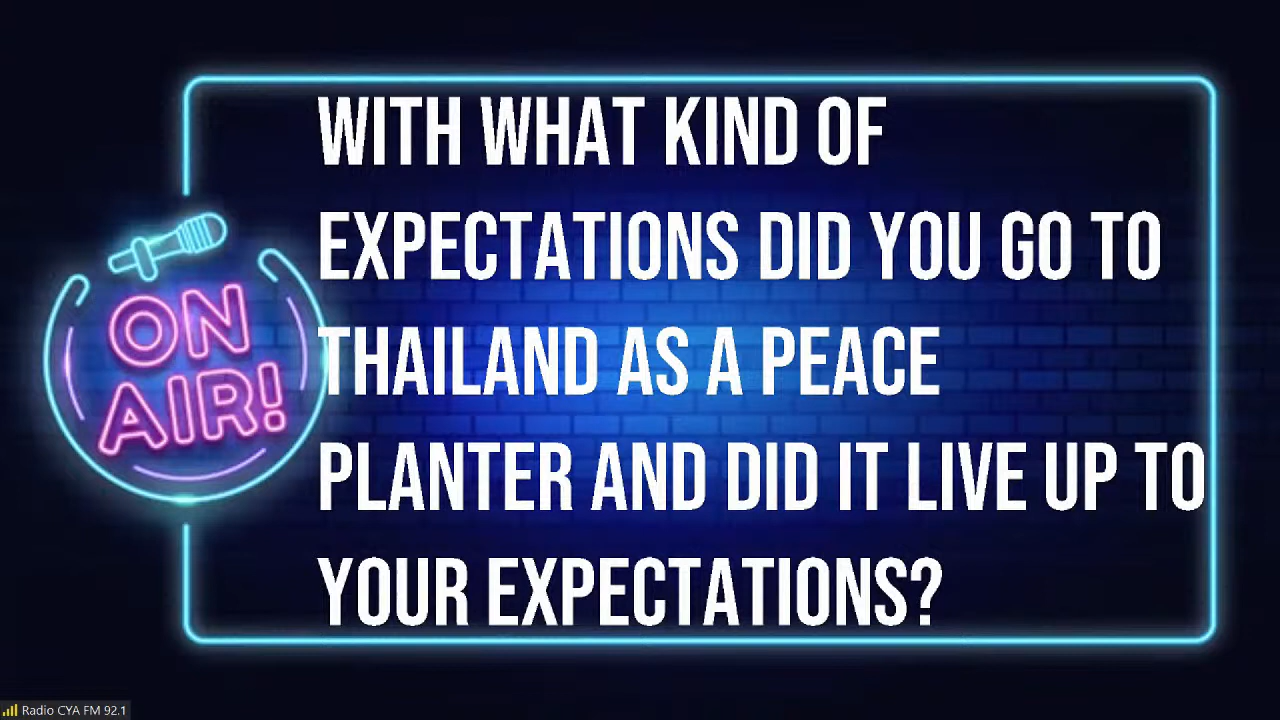 WITH WHAT KIND OF
EXPECTATIONS DID YOU GO TO
THAILAND AS A PEACE
PLANTER AND DID IT LIVE UP TO
YOUR EXPECTATIONS?
ON
AIR!
Radio CYA FM 92.1